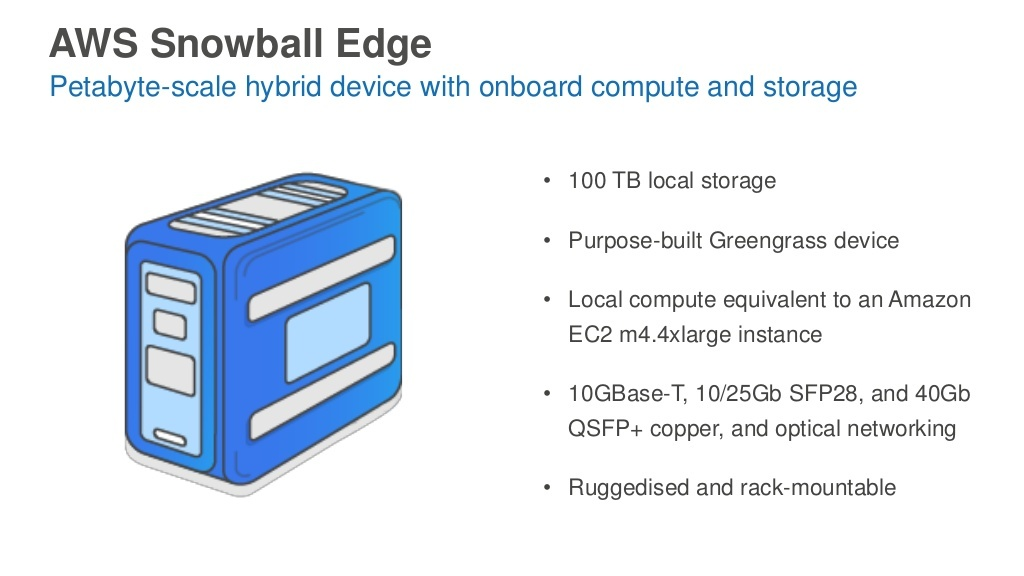 AWS Snowball Edge
Petabyte-scale hybrid device with onboard compute and storage
• 100 TB local storage
• Purpose-built Greengrass device
• Local compute equivalent to an Amazon
EC2 m4.4xlarge instance
• 10GBase-T, 10/25Gb SFP28, and 40Gb
QSFP+ copper, and optical networking
• Ruggedised and rack-mountable